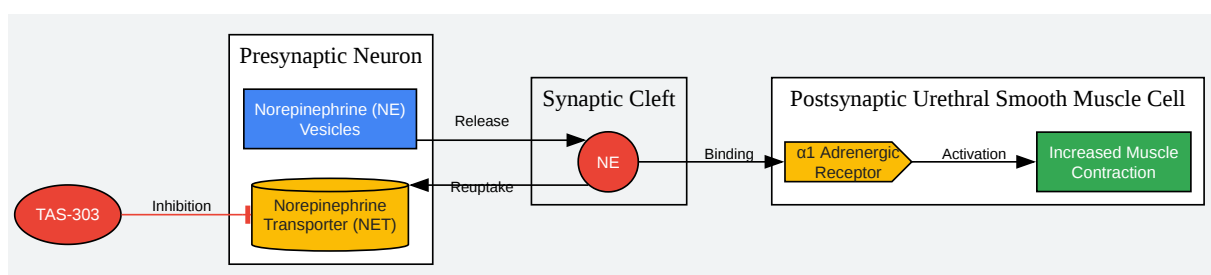 Presynaptic Neuron
Norepinephrine (NE)
Vesicles
Norepinephrine
Transporter (NET)
TAS-303
Inhibition
Release
Reuptake
Synaptic Cleft
NE
Binding
Postsynaptic Urethral Smooth Muscle Cell
α1 Adrenergic
Receptor
Activation
Increased Muscle
Contraction